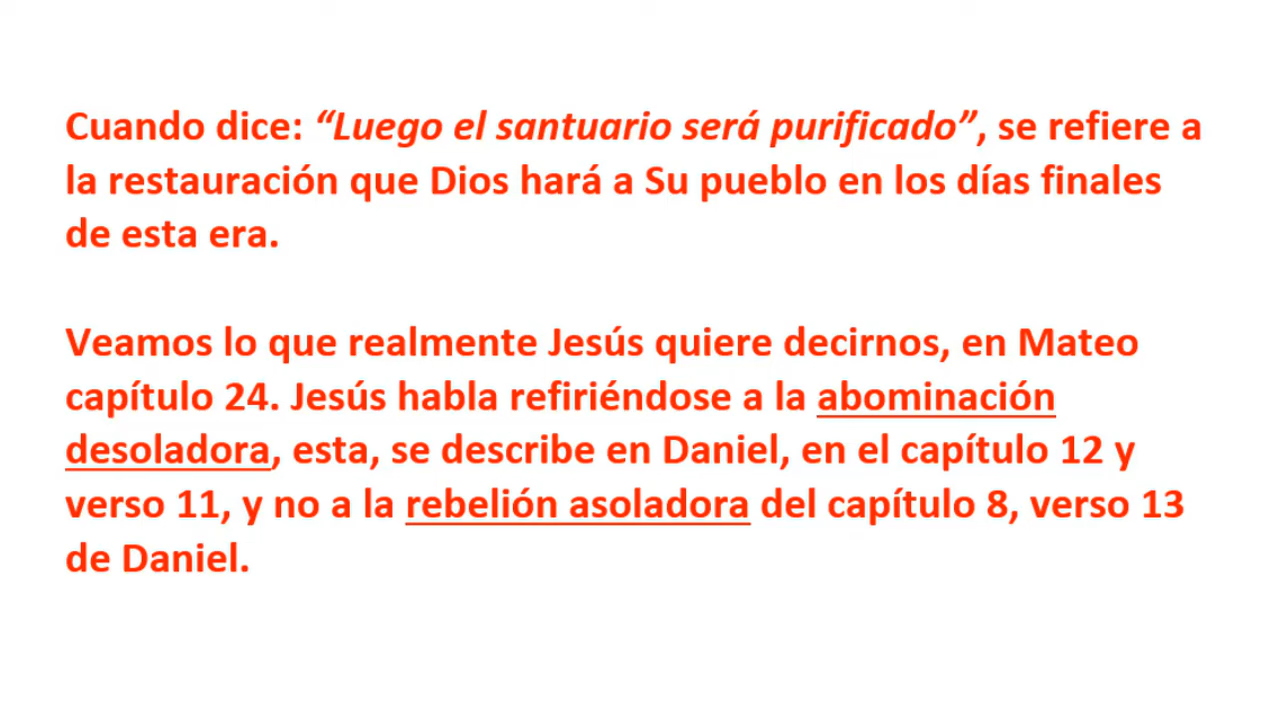 Cuando dice: “Luego el santuario será purificado”, se refiere a
la restauración que Dios hará a Su pueblo en los días finales
de esta era.
Veamos lo que realmente Jesús quiere decirnos, en Mateo
capítulo 24. Jesús habla refiriéndose a la abominación
desoladora, esta, se describe en Daniel, en el capítulo 12 y
verso 11, y no a la rebelión asoladora del capítulo 8, verso 13
de Daniel.